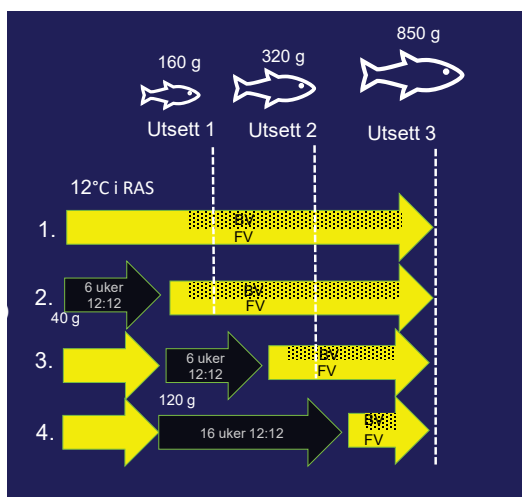 850 g
320 g
160 g
Utsett 1
Utsett 2
Utsett 3
12°C i RAS
1.
BV
FV
2.
6 uker
12:12
BV
FV
40 g
3.
6 uker
12:12
BV
FV
120 g
4.
16 uker 12:12
BV
FV